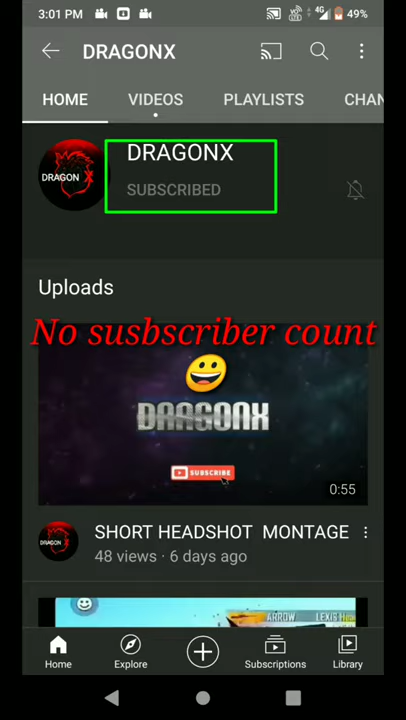 3:01 PM 4G 49%
DRAGONX
HOME VIDEOS PLAYLISTS CHAN
DRAGON X
DRAGONX
SUBSCRIBED
Uploads
No susbscriber count
DRAGONX
SUBSCRIBE
0:55
DRAGON
SHORT HEADSHOT MONTAGE
48 views · 6 days ago
ARROW
Home Explore Subscriptions Library